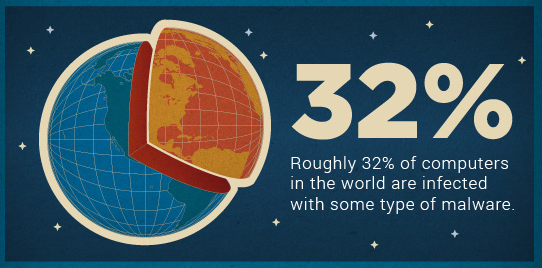 32%
Roughly 32% of computers
in the world are infected
with some type of malware.